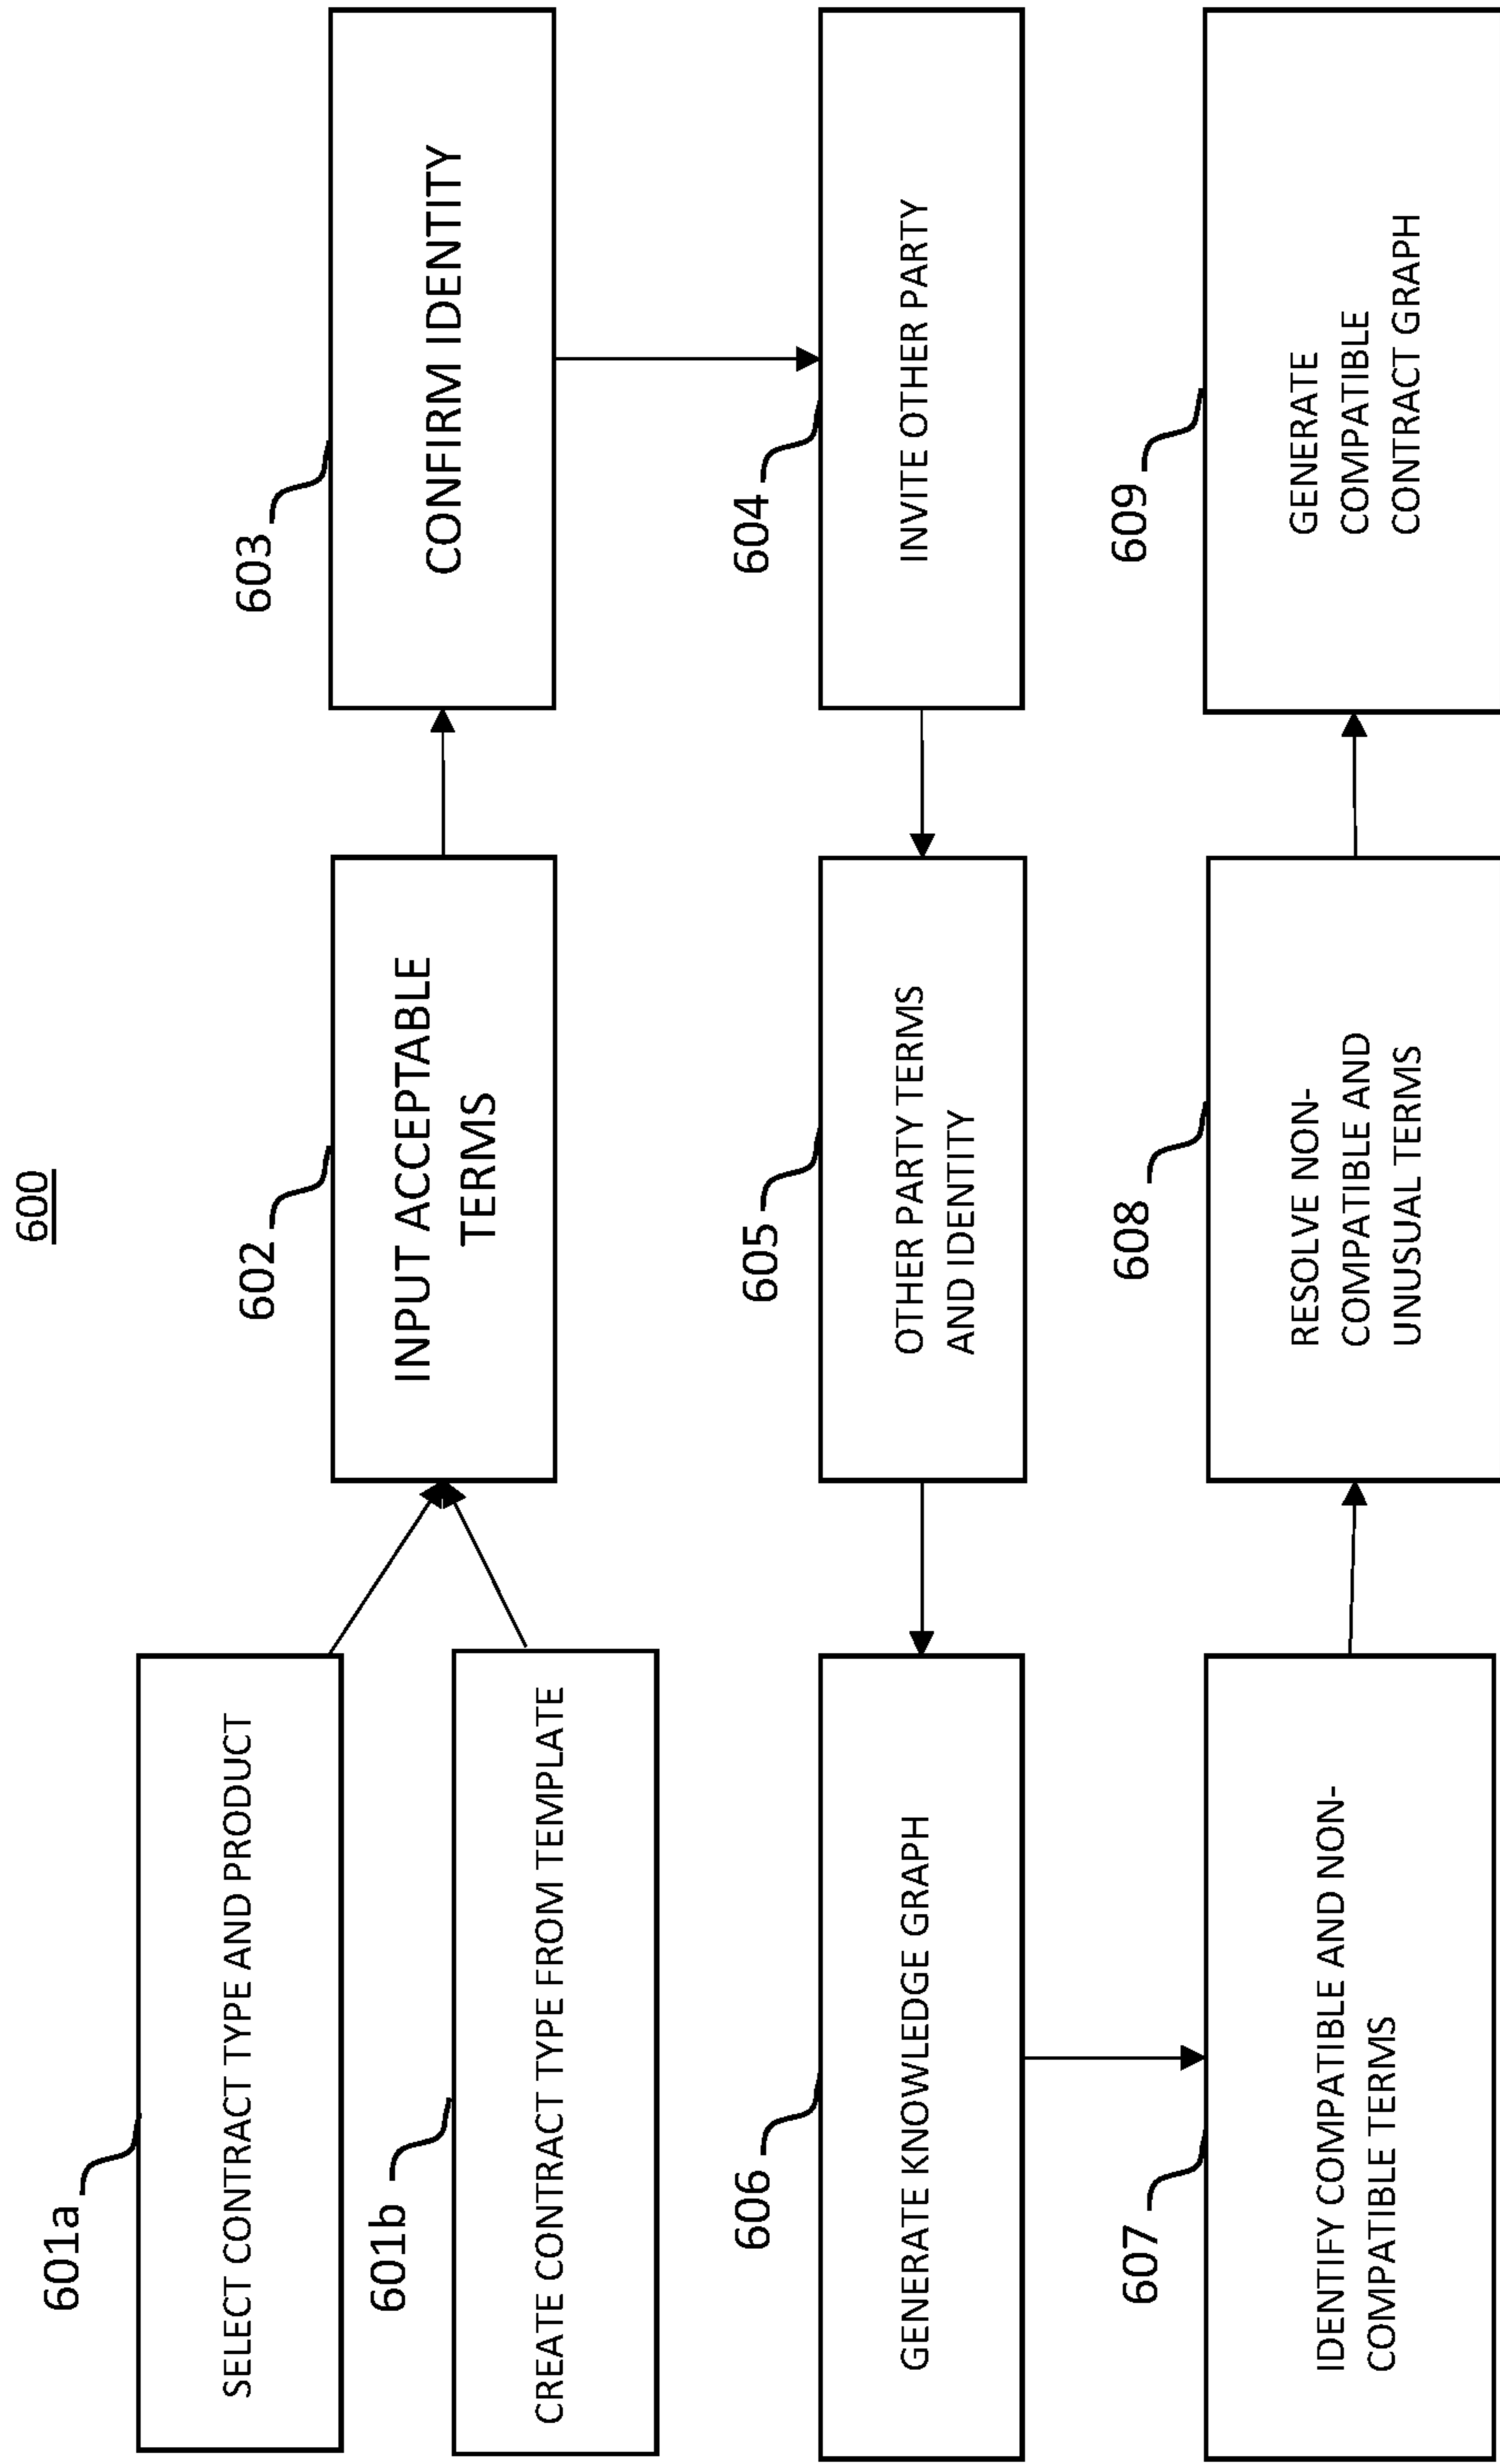 600
601a
SELECT CONTRACT TYPE AND PRODUCT
601b
CREATE CONTRACT TYPE FROM TEMPLATE
602
INPUT ACCEPTABLE
TERMS
603
CONFIRM IDENTITY
604
INVITE OTHER PARTY
605
OTHER PARTY TERMS
AND IDENTITY
606
GENERATE KNOWLEDGE GRAPH
607
IDENTIFY COMPATIBLE AND NON-
COMPATIBLE TERMS
608
RESOLVE NON-
COMPATIBLE AND
UNUSUAL TERMS
609
GENERATE
COMPATIBLE
CONTRACT GRAPH